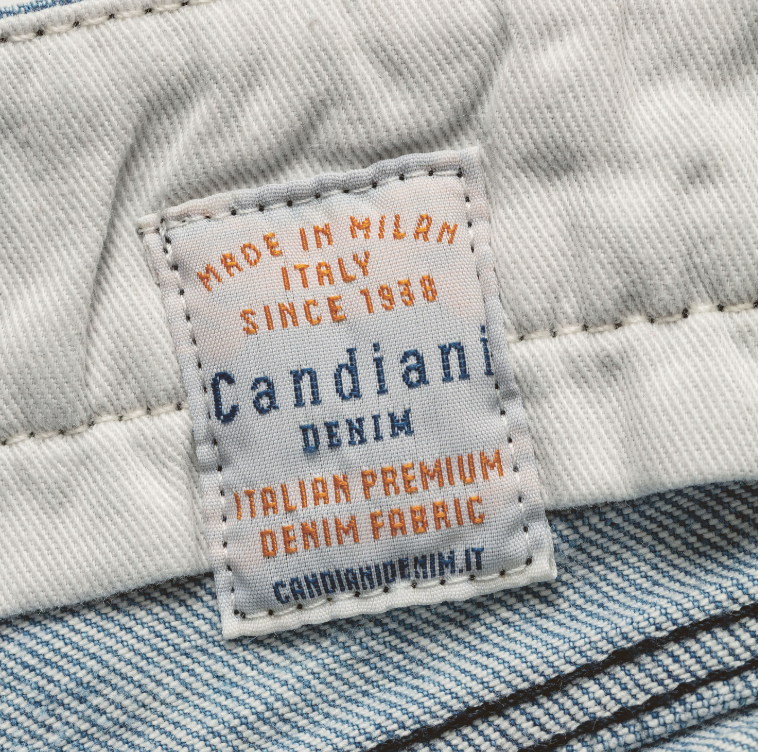 MADE IN MILAN
ITALY
SINCE 1938
Candiani
DENIM
ITALIAN PREMIUM
DENIM FABRIC
CANDIANIDENIM.IT